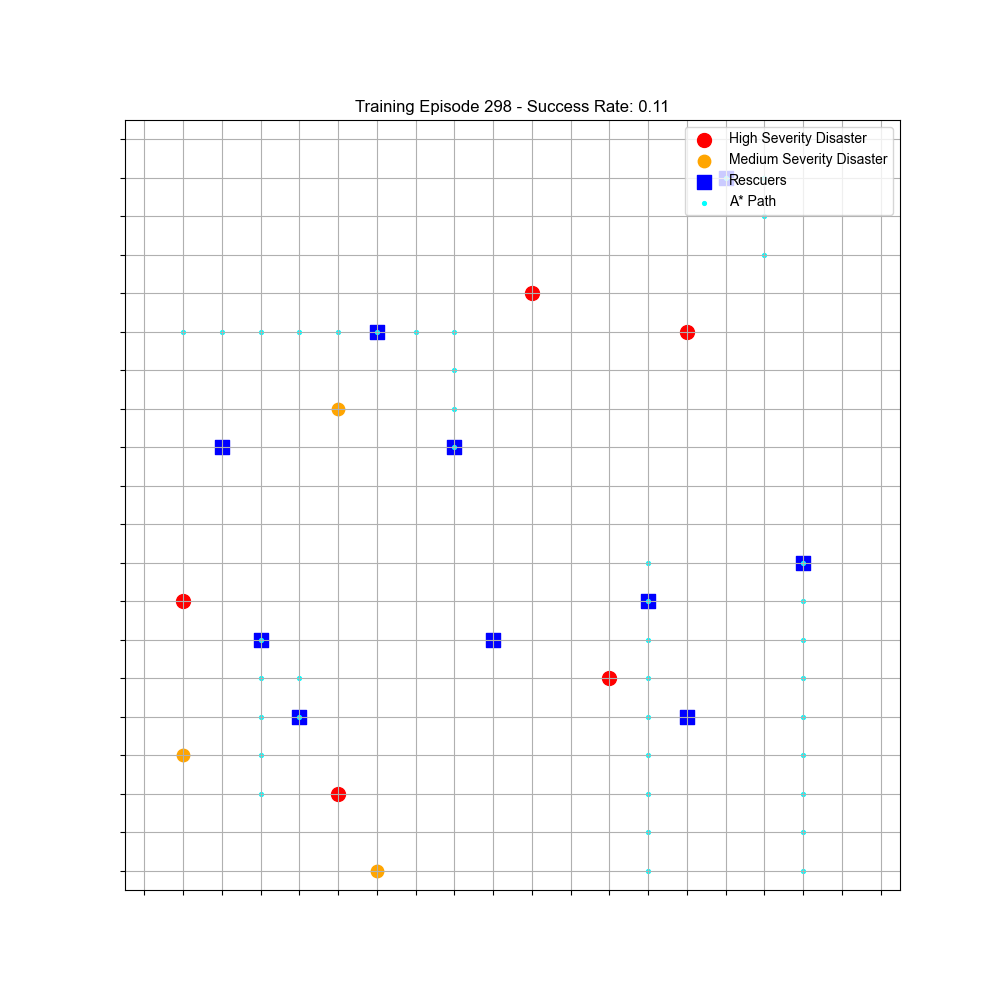 Training Episode 298 - Success Rate: 0.11
High Severity Disaster
Medium Severity Disaster
Rescuers
A* Path